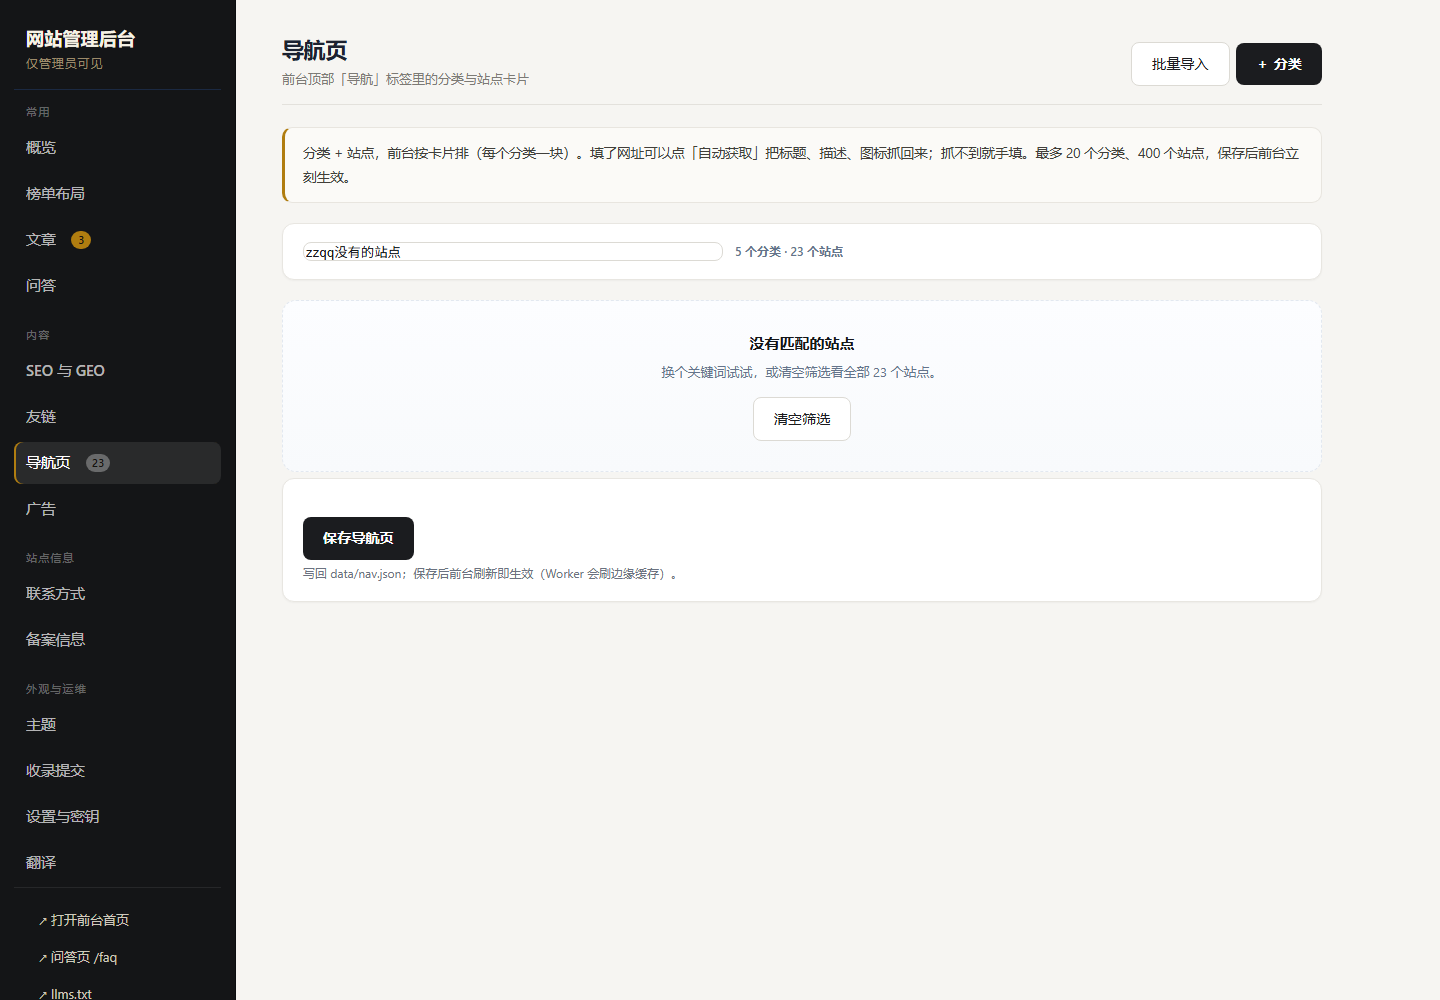 网站管理后台
仅管理员可见
常用
概览
榜单布局
文章 3
问答
内容
SEO 与 GEO
友链
导航页 23
广告
站点信息
联系方式
备案信息
外观与运维
主题
收录提交
设置与密钥
翻译
↗ 打开前台首页
↗ 问答页 /faq
↗ llms.txt
导航页
前台顶部「导航」标签里的分类与站点卡片
批量导入
+ 分类
分类 + 站点，前台按卡片排（每个分类一块）。填了网址可以点「自动获取」把标题、描述、图标抓回来；抓不到就手填。最多 20 个分类、400 个站点，保存后前台立
刻生效。
zzqq没有的站点
5 个分类 · 23 个站点
没有匹配的站点
换个关键词试试，或清空筛选看全部 23 个站点。
清空筛选
保存导航页
写回 data/nav.json；保存后前台刷新即生效（Worker 会刷边缘缓存）。